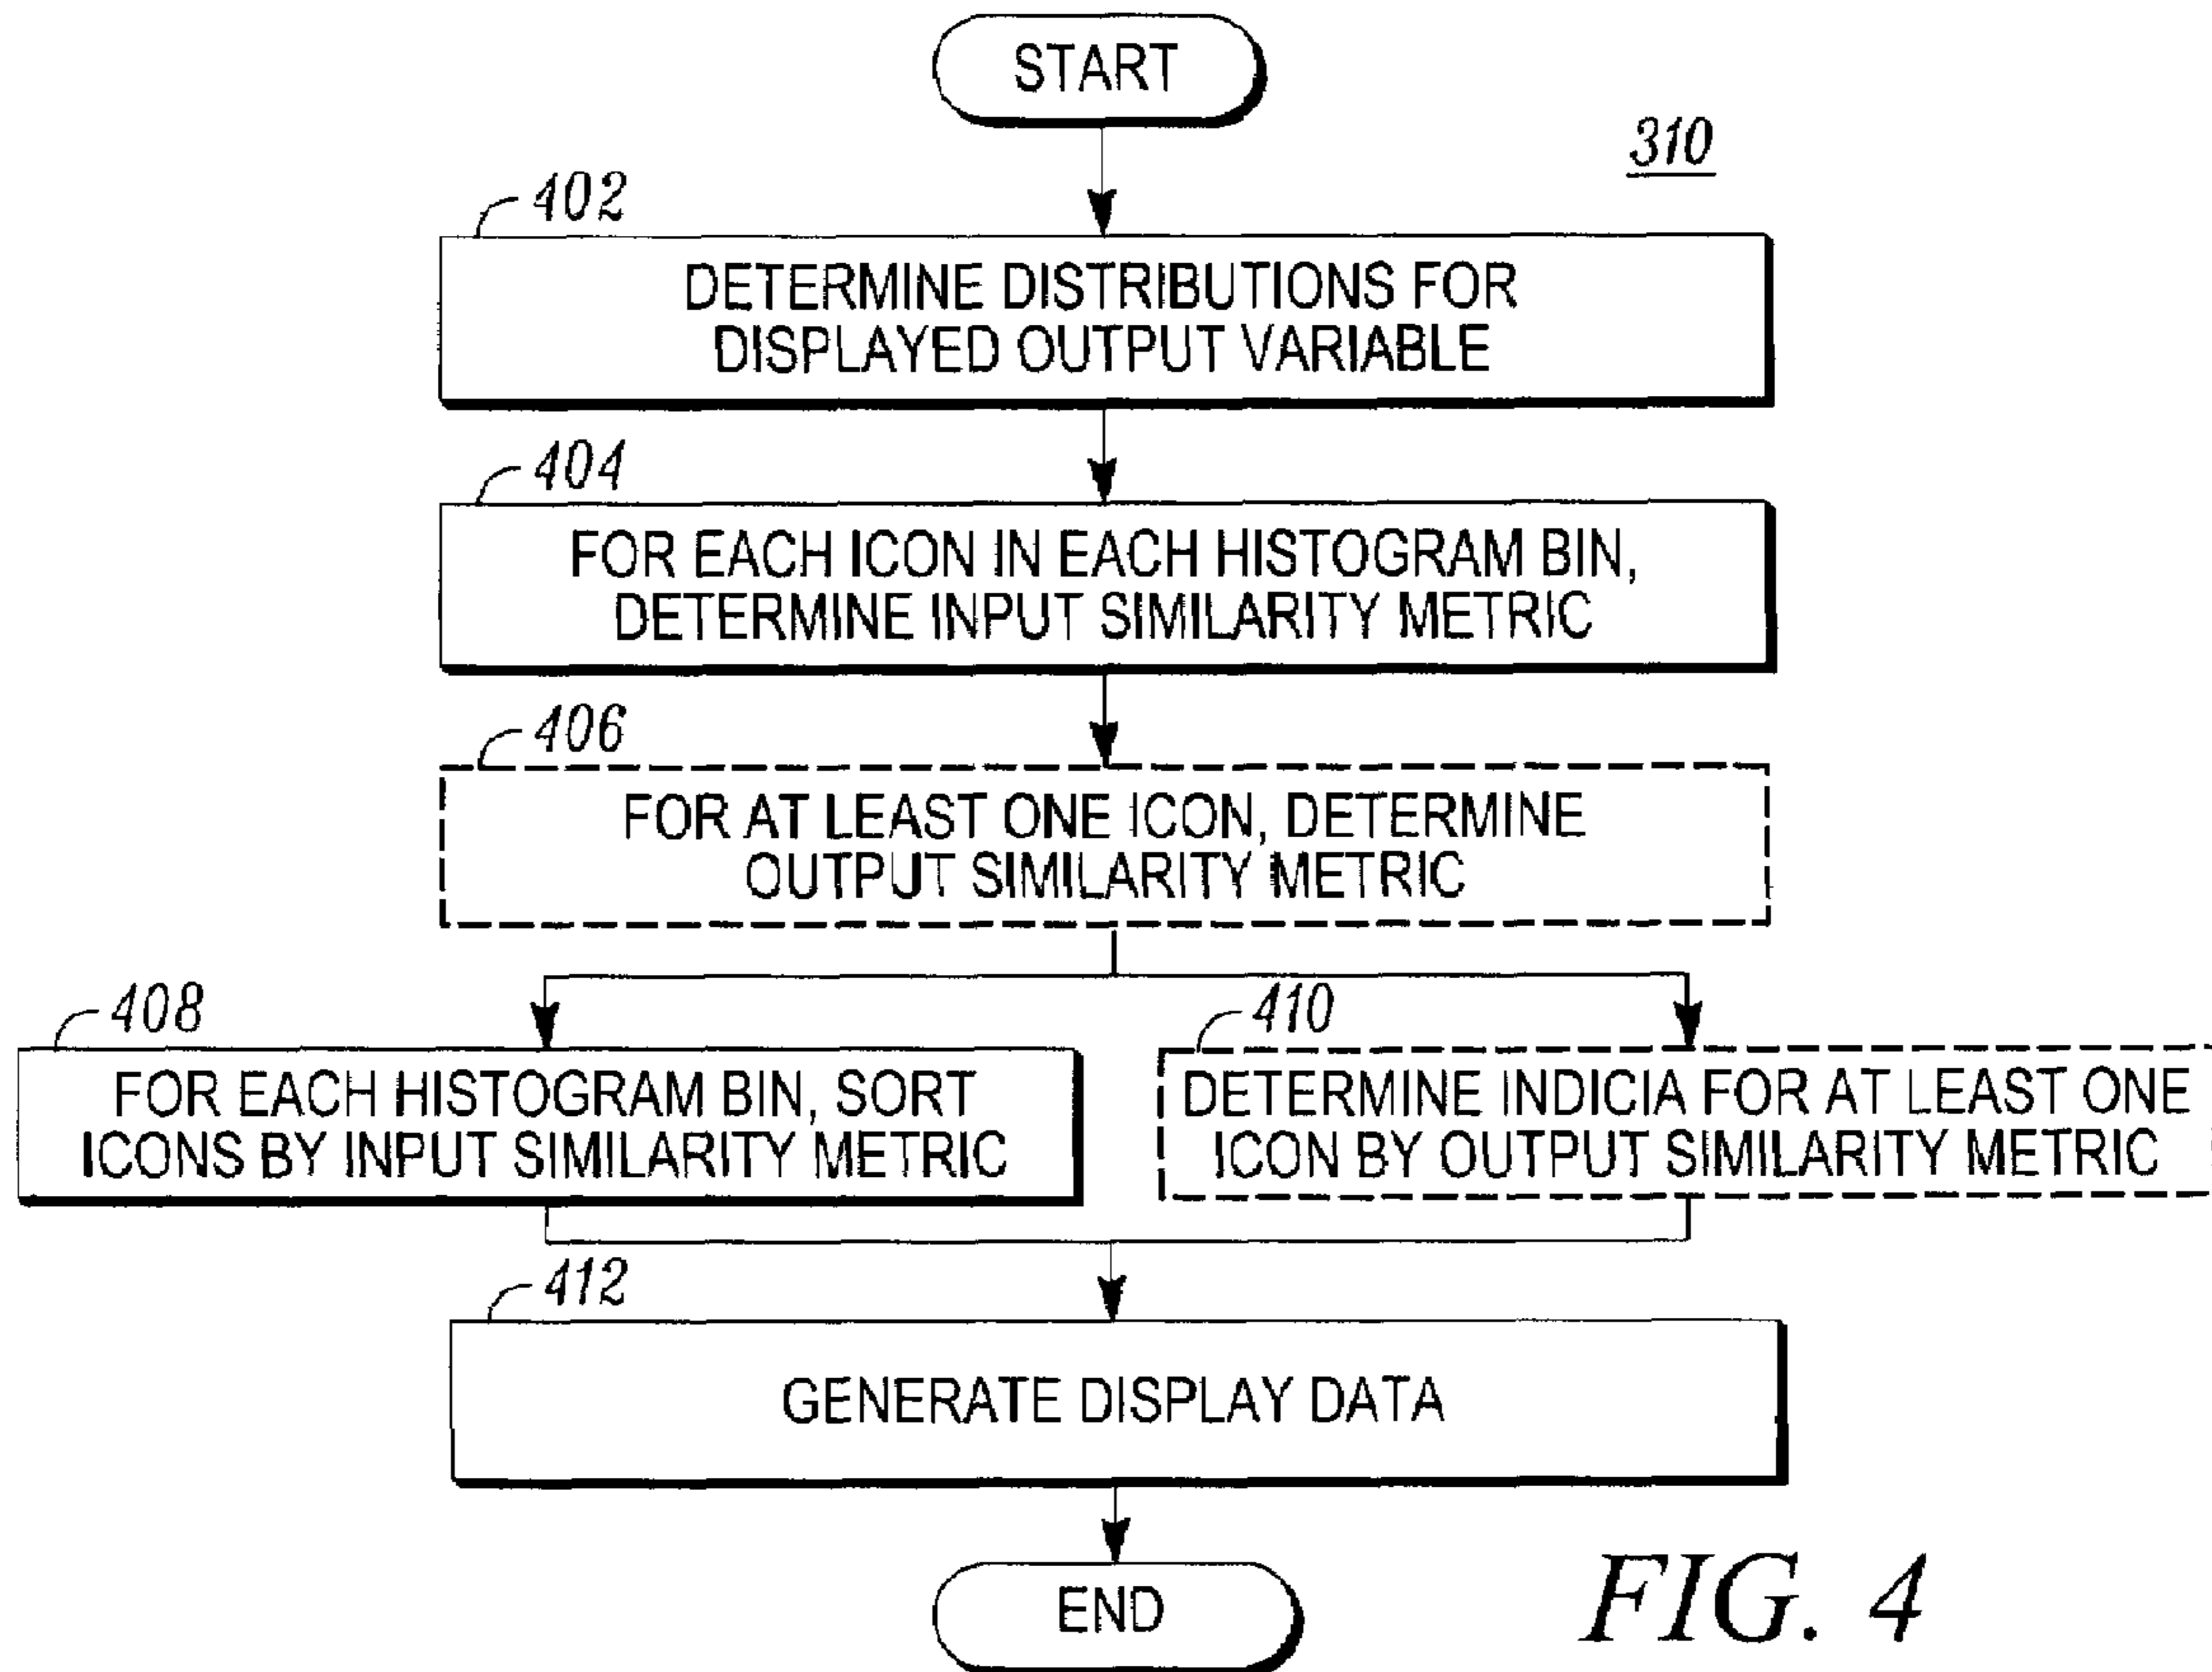 START
310
402
DETERMINE DISTRIBUTIONS FOR
DISPLAYED OUTPUT VARIABLE
404
FOR EACH ICON IN EACH HISTOGRAM BIN,
DETERMINE INPUT SIMILARITY METRIC
406
FOR AT LEAST ONE ICON, DETERMINE
OUTPUT SIMILARITY METRIC
408
FOR EACH HISTOGRAM BIN, SORT
ICONS BY INPUT SIMILARITY METRIC
410
DETERMINE INDICIA FOR AT LEAST ONE
ICON BY OUTPUT SIMILARITY METRIC
412
GENERATE DISPLAY DATA
END
FIG. 4